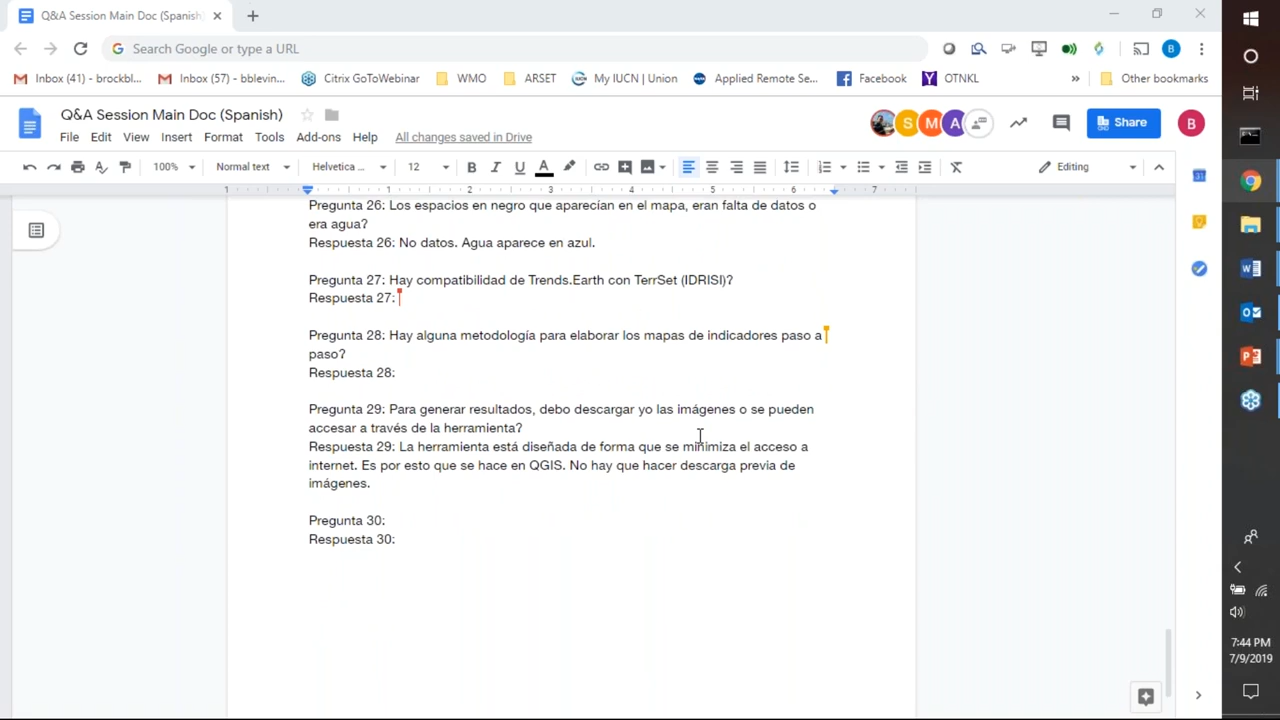 Q&A Session Main Doc (Spanish)
Search Google or type a URL
B
Inbox (41) - brockbl...
Inbox (57) - bblevin...
Citrix GoToWebinar
WMO
ARSET
My IUCN | Union
Applied Remote Se...
Facebook
OTNKL
»
Other bookmarks
Q&A Session Main Doc (Spanish)
File Edit View Insert Format Tools Add-ons Help All changes saved in Drive
S M A
Share
B
100% Normal text Helvetica ... 12 B I U A Editing
1 1 2 3 4 5 6 7
Pregunta 26: Los espacios en negro que aparecían en el mapa, eran falta de datos o
era agua?
Respuesta 26: No datos. Agua aparece en azul.
Pregunta 27: Hay compatibilidad de Trends.Earth con TerrSet (IDRISI)?
Respuesta 27:
Pregunta 28: Hay alguna metodología para elaborar los mapas de indicadores paso a
paso?
Respuesta 28:
Pregunta 29: Para generar resultados, debo descargar yo las imágenes o se pueden
accesar a través de la herramienta?
Respuesta 29: La herramienta está diseñada de forma que se minimiza el acceso a
internet. Es por esto que se hace en QGIS. No hay que hacer descarga previa de
imágenes.
Pregunta 30:
Respuesta 30:
7:44 PM
7/9/2019